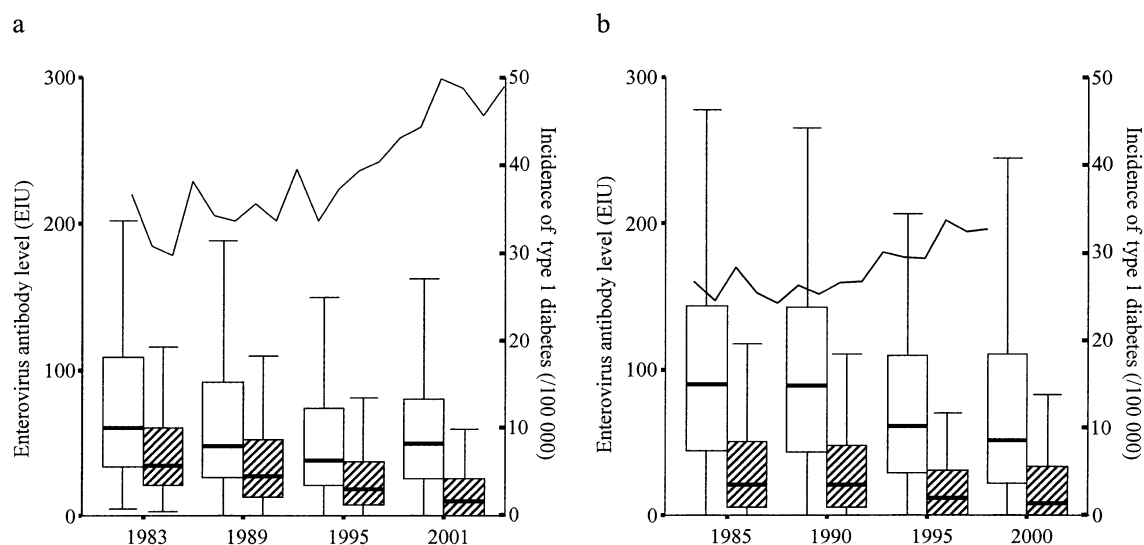 a
Enterovirus antibody level (EIU)
300
200
100
0
1983 1989 1995 2001
50
40
30
20
10
0
Incidence of type 1 diabetes (/100 000)
b
Enterovirus antibody level (EIU)
300
200
100
0
1985 1990 1995 2000
50
40
30
20
10
0
Incidence of type 1 diabetes (/100 000)